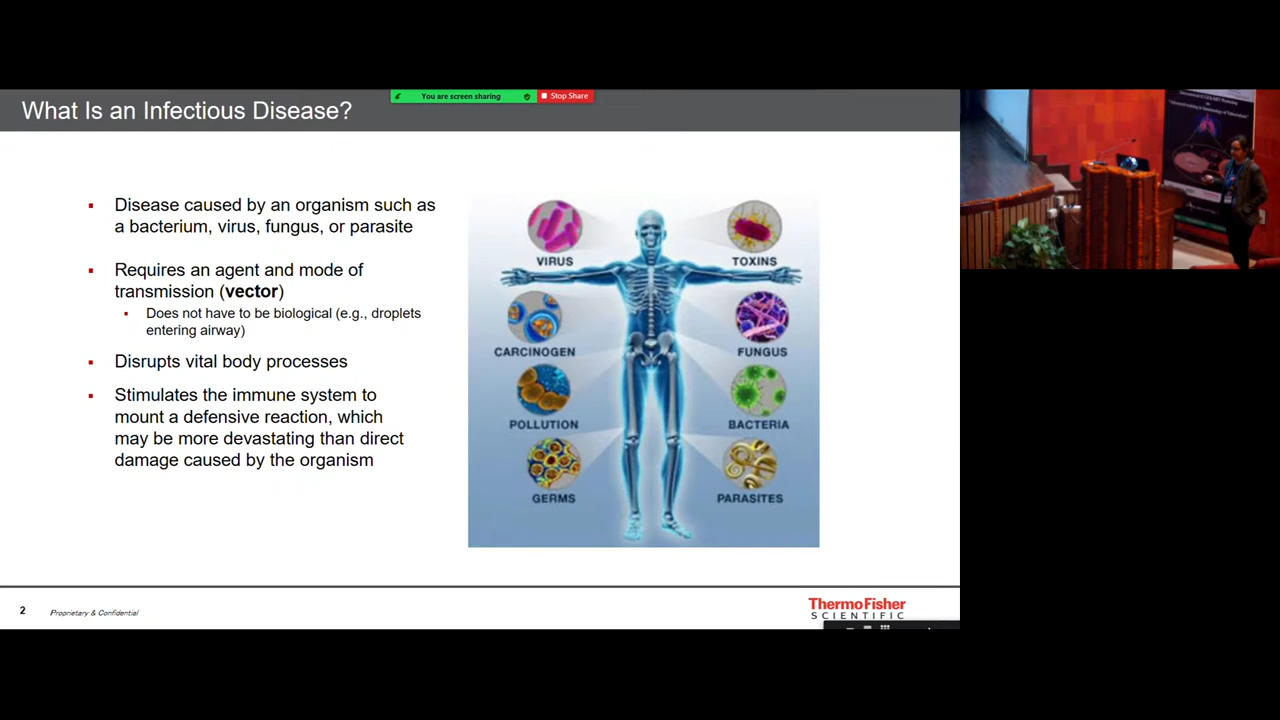 What Is an Infectious Disease?
You are screen sharing
Stop Share
▪ Disease caused by an organism such as
a bacterium, virus, fungus, or parasite
▪ Requires an agent and mode of
transmission (vector)
▪ Does not have to be biological (e.g., droplets
entering airway)
▪ Disrupts vital body processes
▪ Stimulates the immune system to
mount a defensive reaction, which
may be more devastating than direct
damage caused by the organism
VIRUS
TOXINS
CARCINOGEN
FUNGUS
POLLUTION
BACTERIA
GERMS
PARASITES
2
Proprietary & Confidential
ThermoFisher
SCIENTIFIC